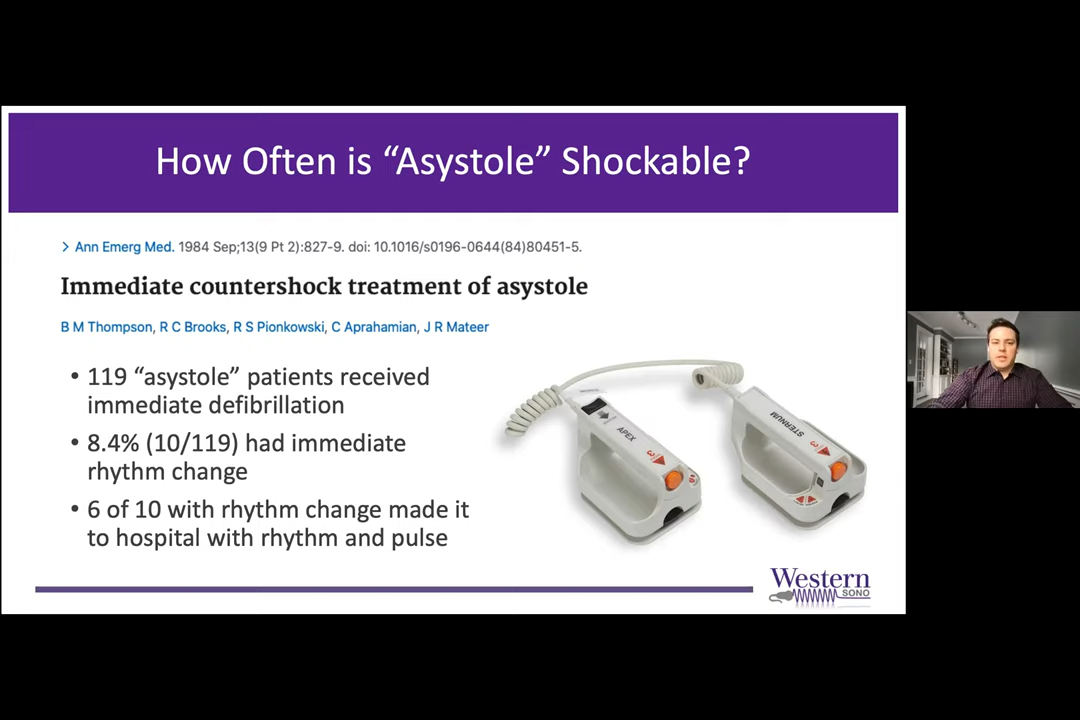 How Often is “Asystole” Shockable?
> Ann Emerg Med. 1984 Sep;13(9 Pt 2):827-9. doi: 10.1016/s0196-0644(84)80451-5.
Immediate countershock treatment of asystole
B M Thompson, R C Brooks, R S Pionkowski, C Aprahamian, J R Mateer
• 119 “asystole” patients received
immediate defibrillation
• 8.4% (10/119) had immediate
rhythm change
• 6 of 10 with rhythm change made it
to hospital with rhythm and pulse
APEX
3
STERNUM
3
Western
SONO